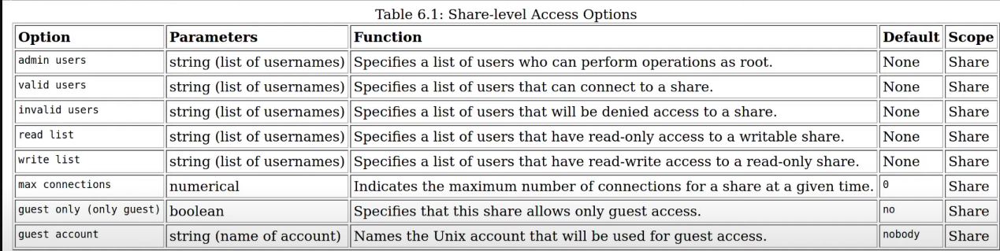 Table 6.1: Share-level Access Options
Option Parameters Function Default Scope
admin users string (list of usernames) Specifies a list of users who can perform operations as root. None Share
valid users string (list of usernames) Specifies a list of users that can connect to a share. None Share
invalid users string (list of usernames) Specifies a list of users that will be denied access to a share. None Share
read list string (list of usernames) Specifies a list of users that have read-only access to a writable share. None Share
write list string (list of usernames) Specifies a list of users that have read-write access to a read-only share. None Share
max connections numerical Indicates the maximum number of connections for a share at a given time. 0 Share
guest only (only guest) boolean Specifies that this share allows only guest access. no Share
guest account string (name of account) Names the Unix account that will be used for guest access. nobody Share